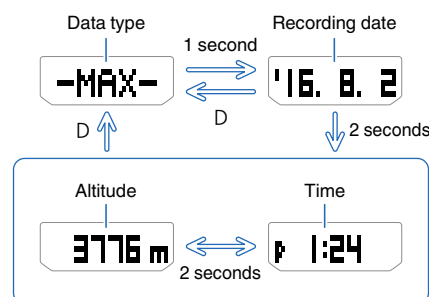 Data type
Recording date
1 second
-MAX-
'16. 8. 2
D
D
2 seconds
Altitude
Time
3776 m
P 1:24
2 seconds